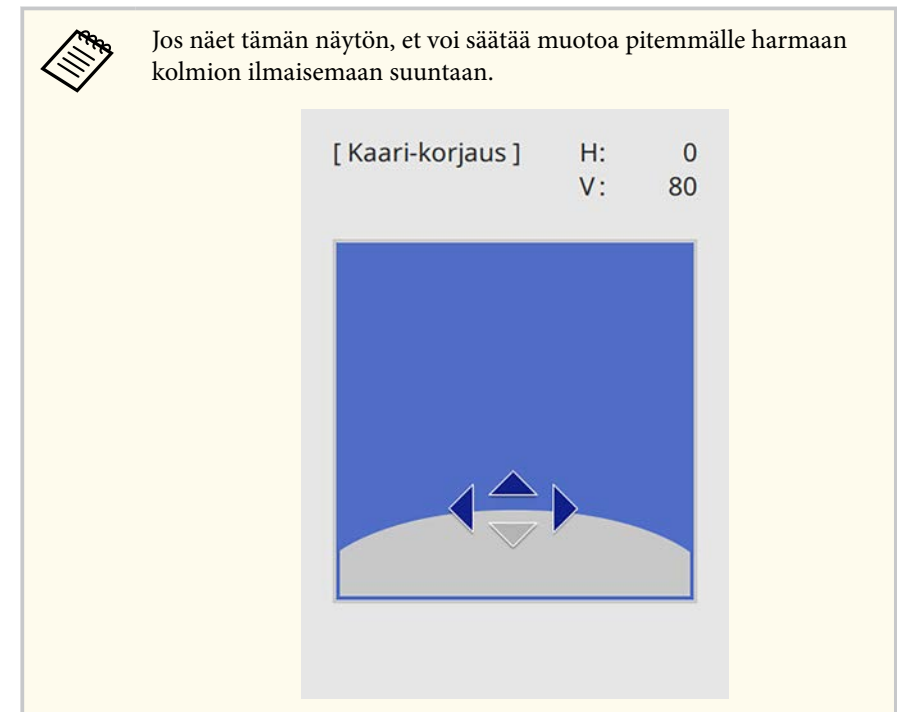 Jos näet tämän näytön, et voi säätää muotoa pitemmälle harmaan
kolmion ilmaisemaan suuntaan.
[ Kaari-korjaus ] H: 0
V: 80